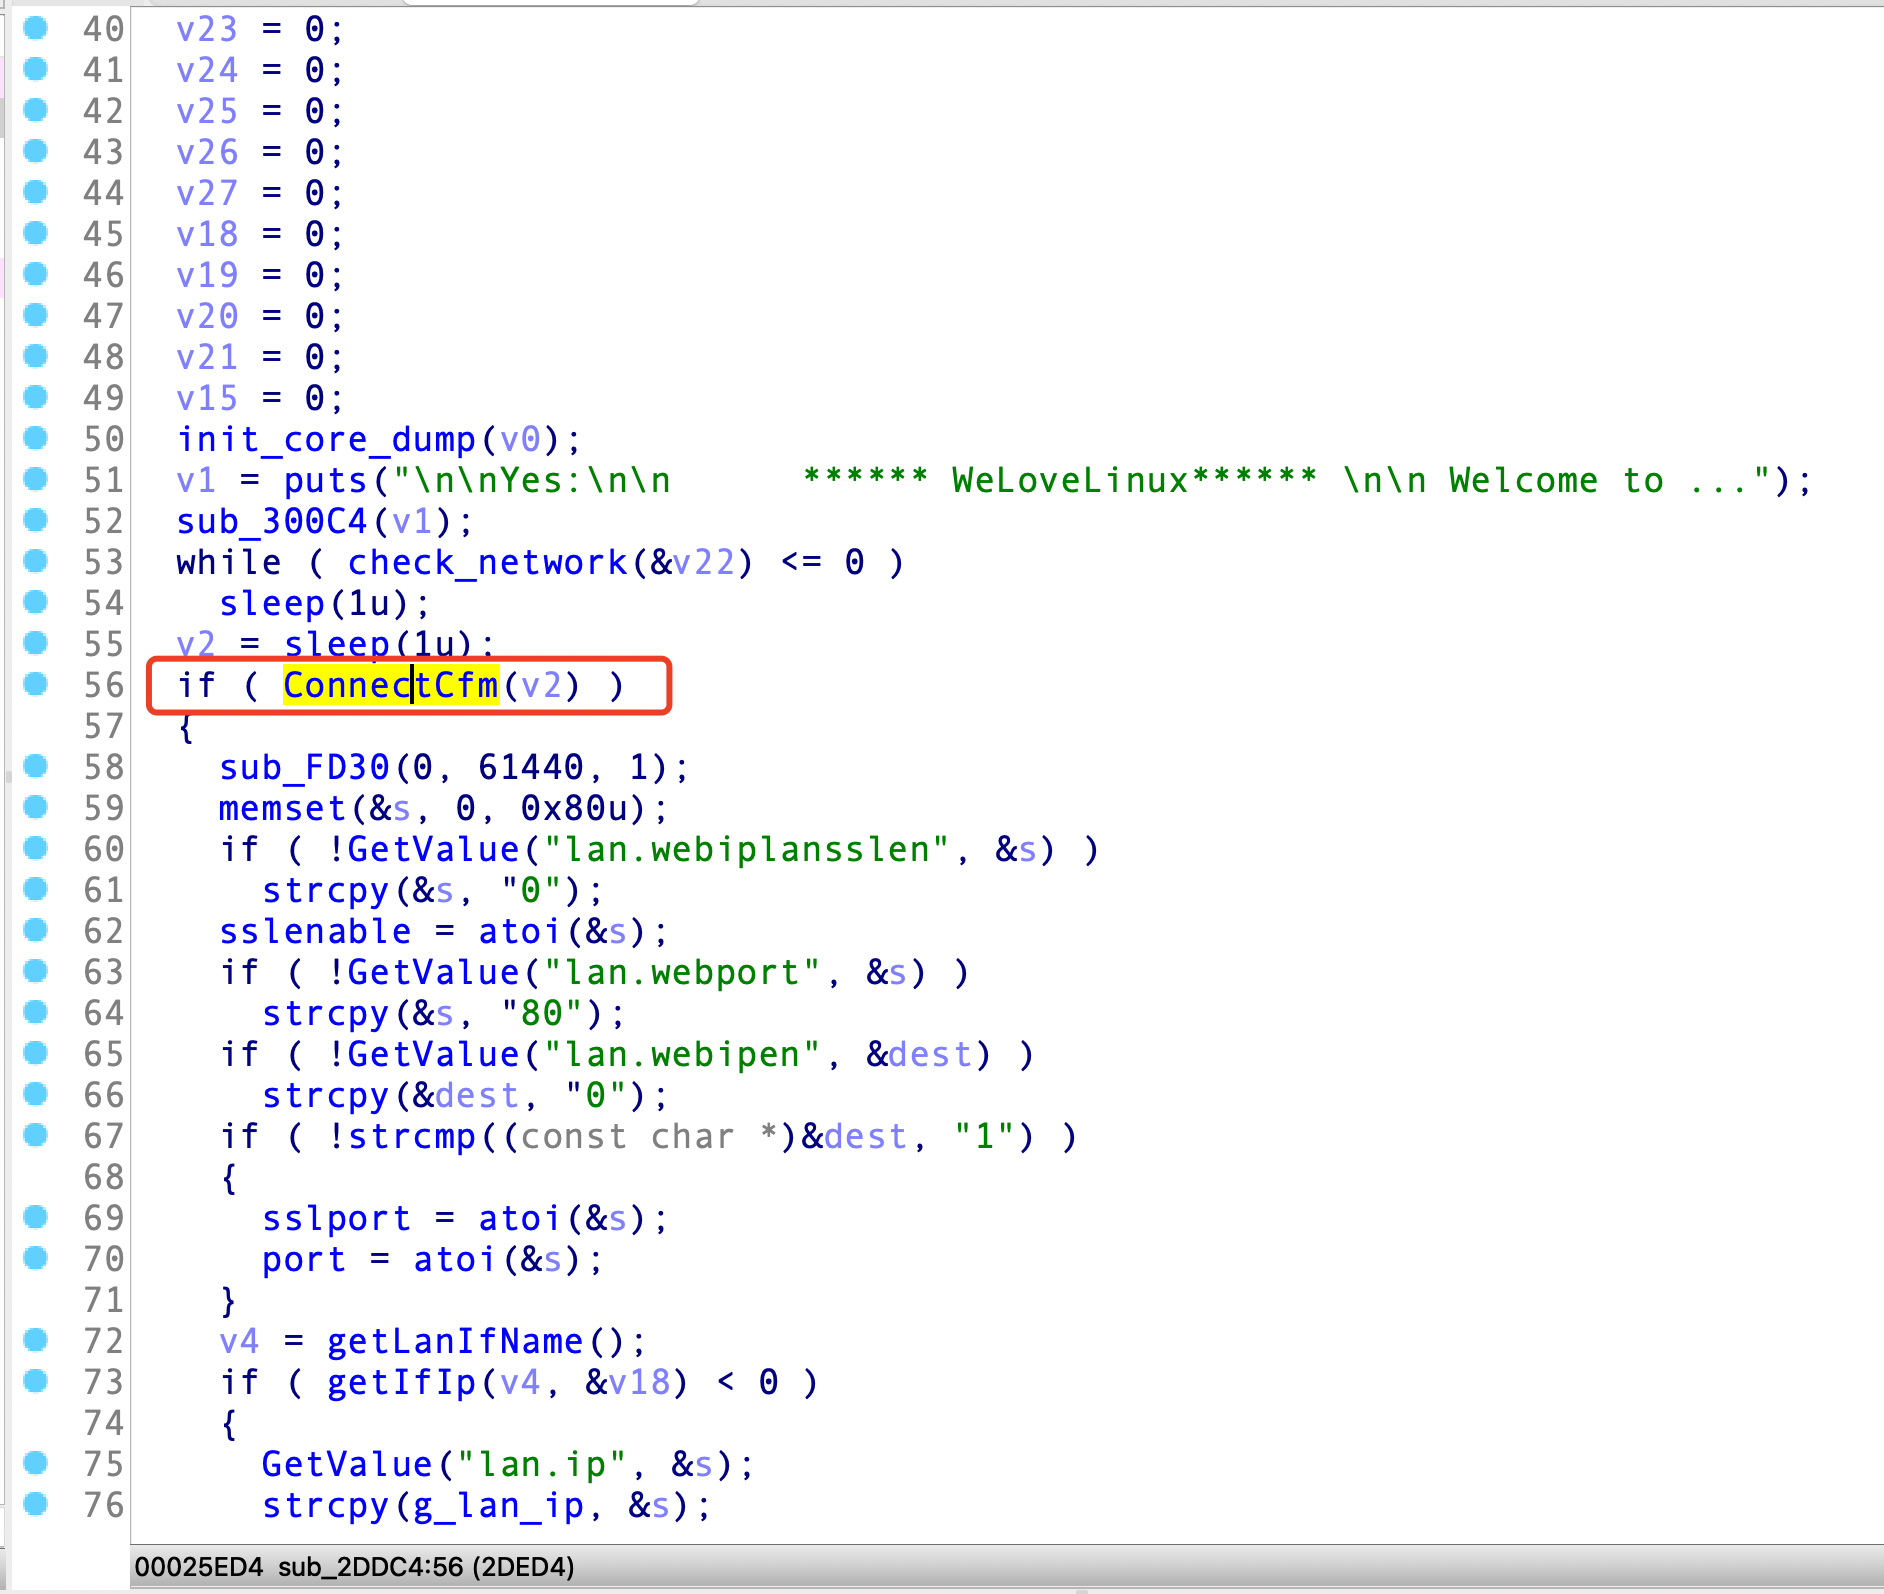 40 v23 = 0;
41 v24 = 0;
42 v25 = 0;
43 v26 = 0;
44 v27 = 0;
45 v18 = 0;
46 v19 = 0;
47 v20 = 0;
48 v21 = 0;
49 v15 = 0;
50 init_core_dump(v0);
51 v1 = puts("\n\nYes:\n\n      ****** WeLoveLinux****** \n\n Welcome to ...");
52 sub_300C4(v1);
53 while ( check_network(&v22) <= 0 )
54   sleep(1u);
55 v2 = sleep(1u);
56 if ( ConnectCfm(v2) )
57 {
58   sub_FD30(0, 61440, 1);
59   memset(&s, 0, 0x80u);
60   if ( !GetValue("lan.webiplansslen", &s) )
61     strcpy(&s, "0");
62   sslenable = atoi(&s);
63   if ( !GetValue("lan.webport", &s) )
64     strcpy(&s, "80");
65   if ( !GetValue("lan.webipen", &dest) )
66     strcpy(&dest, "0");
67   if ( !strcmp((const char *)&dest, "1") )
68   {
69     sslport = atoi(&s);
70     port = atoi(&s);
71   }
72   v4 = getLanIfName();
73   if ( getIfIp(v4, &v18) < 0 )
74   {
75     GetValue("lan.ip", &s);
76     strcpy(g_lan_ip, &s);
00025ED4 sub_2DDC4:56 (2DED4)